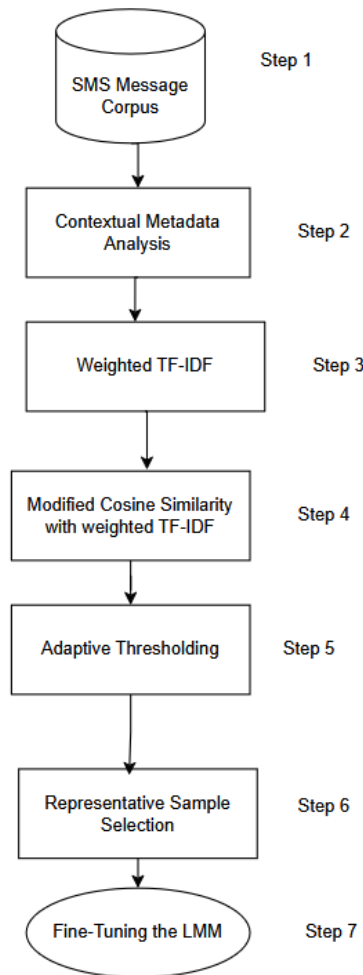 SMS Message
Corpus
Step 1
Contextual Metadata
Analysis
Step 2
Weighted TF-IDF
Step 3
Modified Cosine Similarity
with weighted TF-IDF
Step 4
Adaptive Thresholding
Step 5
Representative Sample
Selection
Step 6
Fine-Tuning the LMM
Step 7